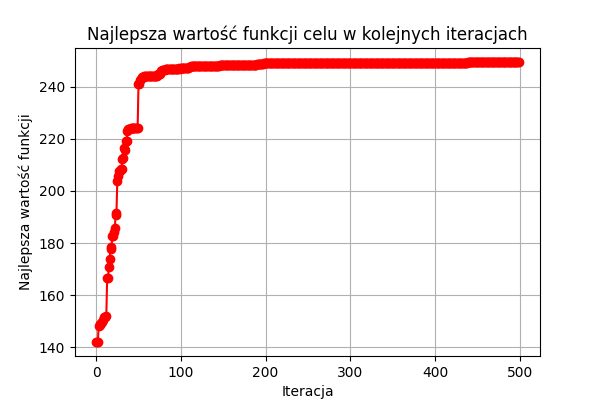 Najlepsza wartość funkcji celu w kolejnych iteracjach
Najlepsza wartość funkcji
240
220
200
180
160
140
0 100 200 300 400 500
Iteracja